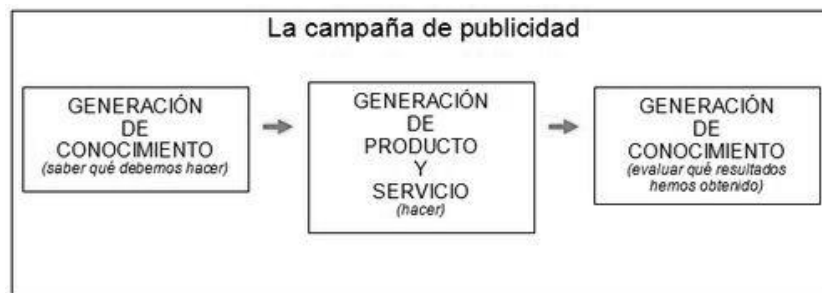 La campaña de publicidad
GENERACIÓN
DE
CONOCIMIENTO
(saber qué debemos hacer)
GENERACIÓN
DE
PRODUCTO
Y
SERVICIO
(hacer)
GENERACIÓN
DE
CONOCIMIENTO
(evaluar qué resultados
hemos obtenido)